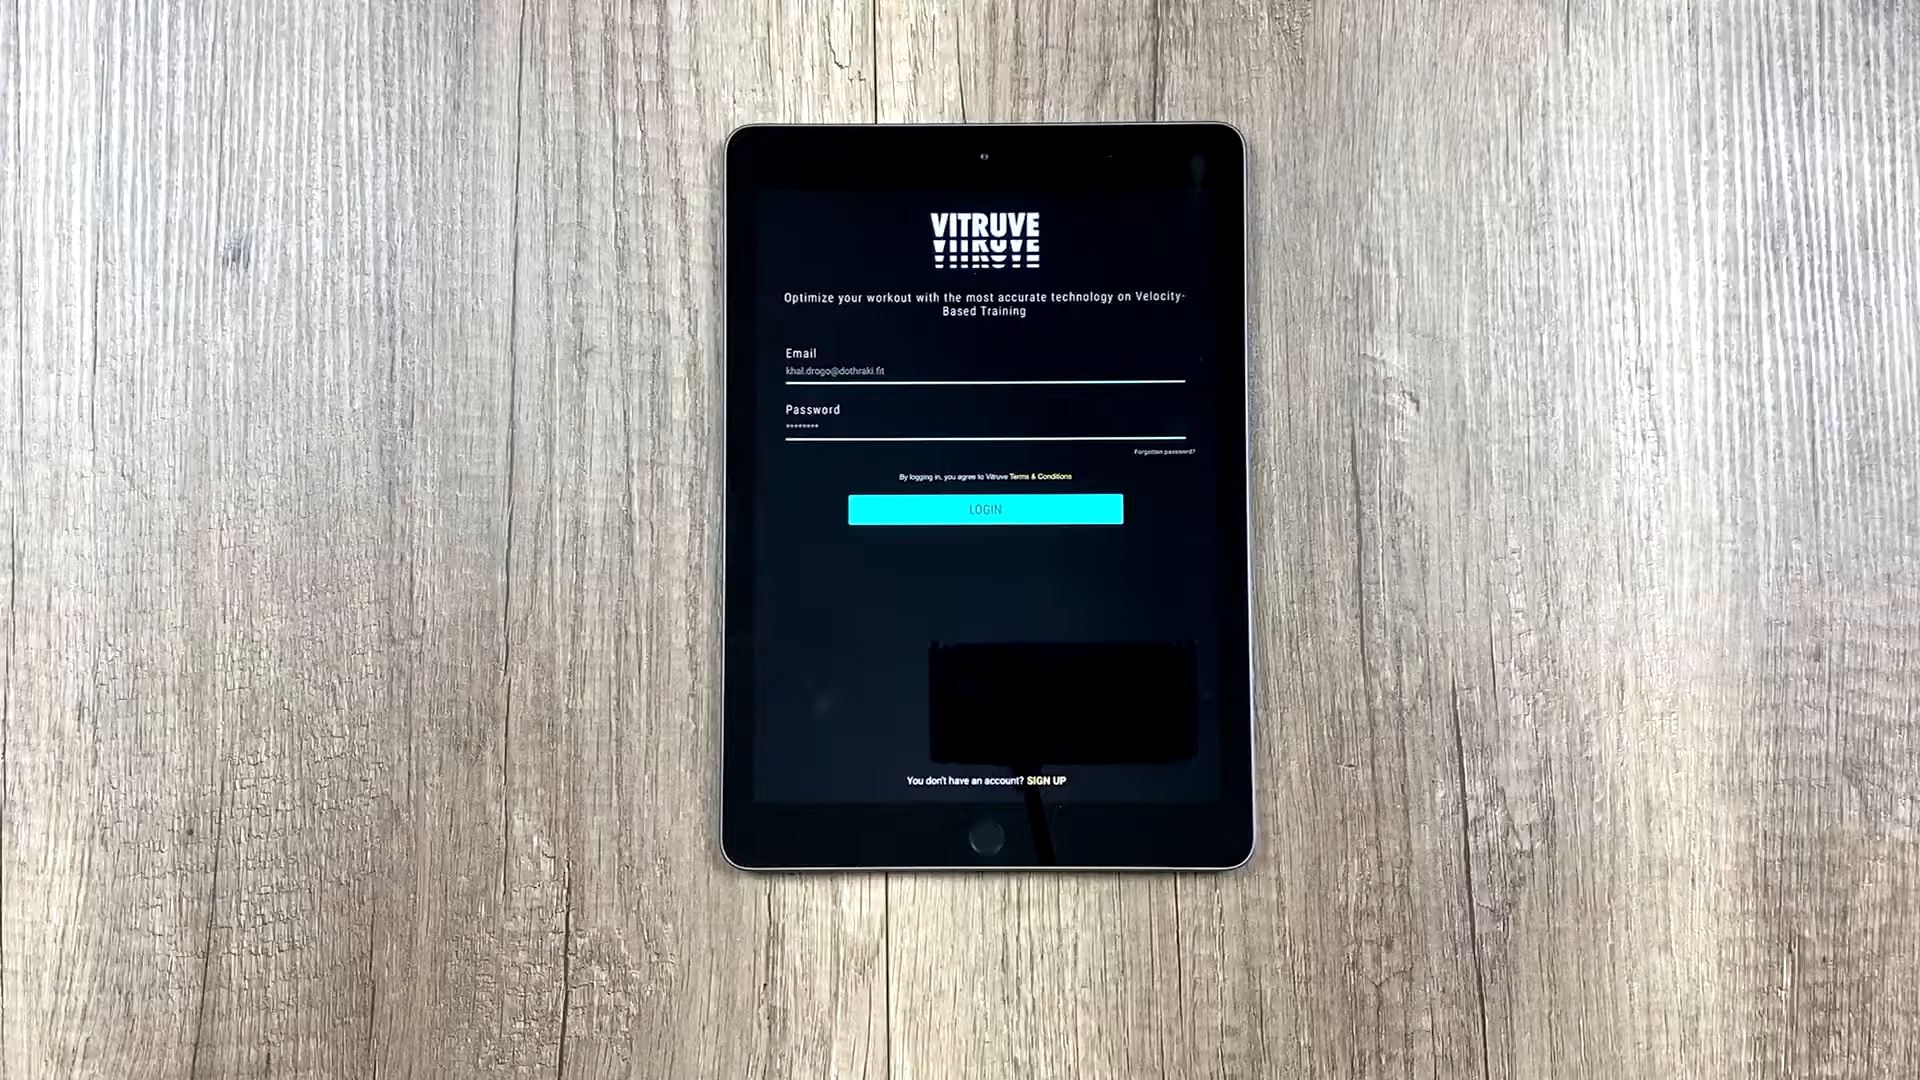 VITRUVE
Optimize your workout with the most accurate technology on Velocity-
Based Training
Email
khal.drogo@dothraki.fit
Password
********
Forgotten password?
By logging in, you agree to Vitruve Terms & Conditions
LOGIN
You don't have an account? SIGN UP